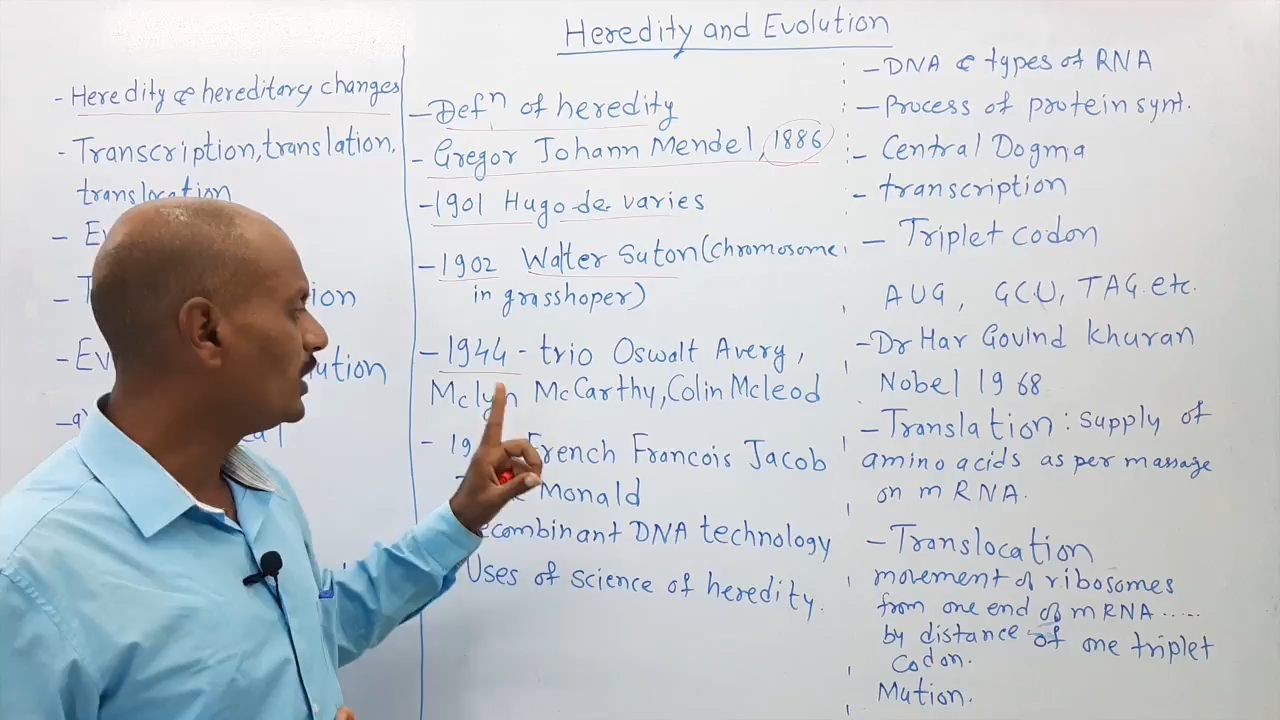 Heredity and Evolution
- Heredity & hereditary changes
- Transcription, translation,
translocation
- Ev
ion
- Ev ution
- Defⁿ of heredity
- Gregor Johann Mendel, 1886
- 1901 Hugo de varies
- 1902 Walter Suton (chromosome
in grasshoper)
- 1944 - trio Oswalt Avery,
Mclyn McCarthy, Colin Mcleod
- 19 French Francois Jacob
Monald
ecombinant DNA technology
Uses of science of heredity.
- DNA & types of RNA
- Process of protein synt.
- Central Dogma
- transcription
- Triplet codon
AUG, GCU, TAG etc.
- Dr Har Govind Khuran
Nobel 1968
- Translation: supply of
amino acids as per massage
on mRNA.
- Translocation
movement of ribosomes
from one end of mRNA.....
by distance of one triplet
codon.
Mution.